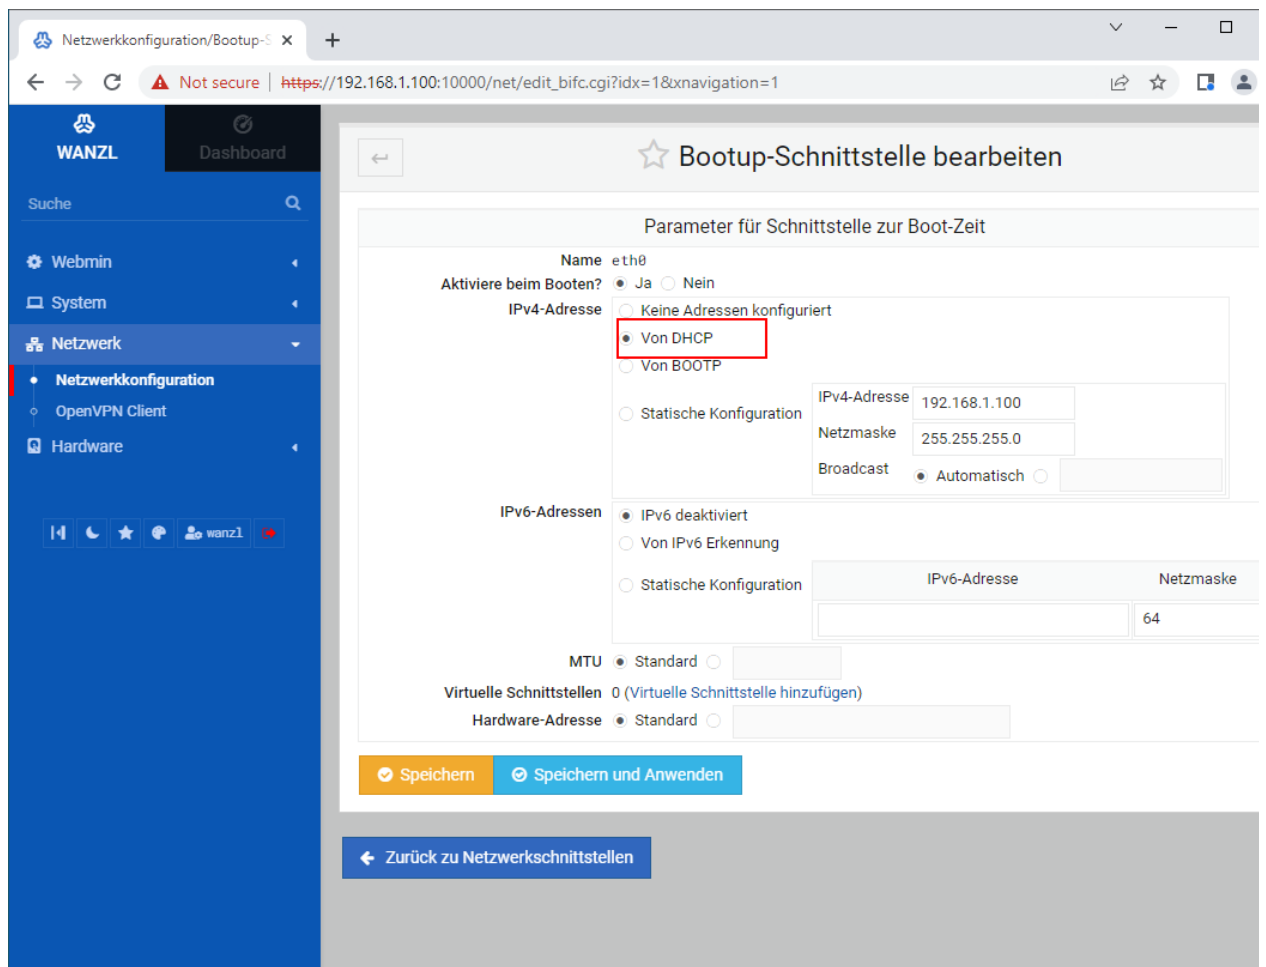 Netzwerkkonfiguration/Bootup-S
Not secure | https://192.168.1.100:10000/net/edit_bifc.cgi?idx=1&xnavigation=1
WANZL
Dashboard
Suche
Webmin
System
Netzwerk
Netzwerkkonfiguration
OpenVPN Client
Hardware
wanzl
Bootup-Schnittstelle bearbeiten
Parameter für Schnittstelle zur Boot-Zeit
Name eth0
Aktiviere beim Booten? Ja Nein
IPv4-Adresse Keine Adressen konfiguriert
Von DHCP
Von BOOTP
Statische Konfiguration
IPv4-Adresse 192.168.1.100
Netzmaske 255.255.255.0
Broadcast Automatisch
IPv6-Adressen IPv6 deaktiviert
Von IPv6 Erkennung
Statische Konfiguration
IPv6-Adresse Netzmaske
64
MTU Standard
Virtuelle Schnittstellen 0 (Virtuelle Schnittstelle hinzufügen)
Hardware-Adresse Standard
Speichern Speichern und Anwenden
Zurück zu Netzwerkschnittstellen